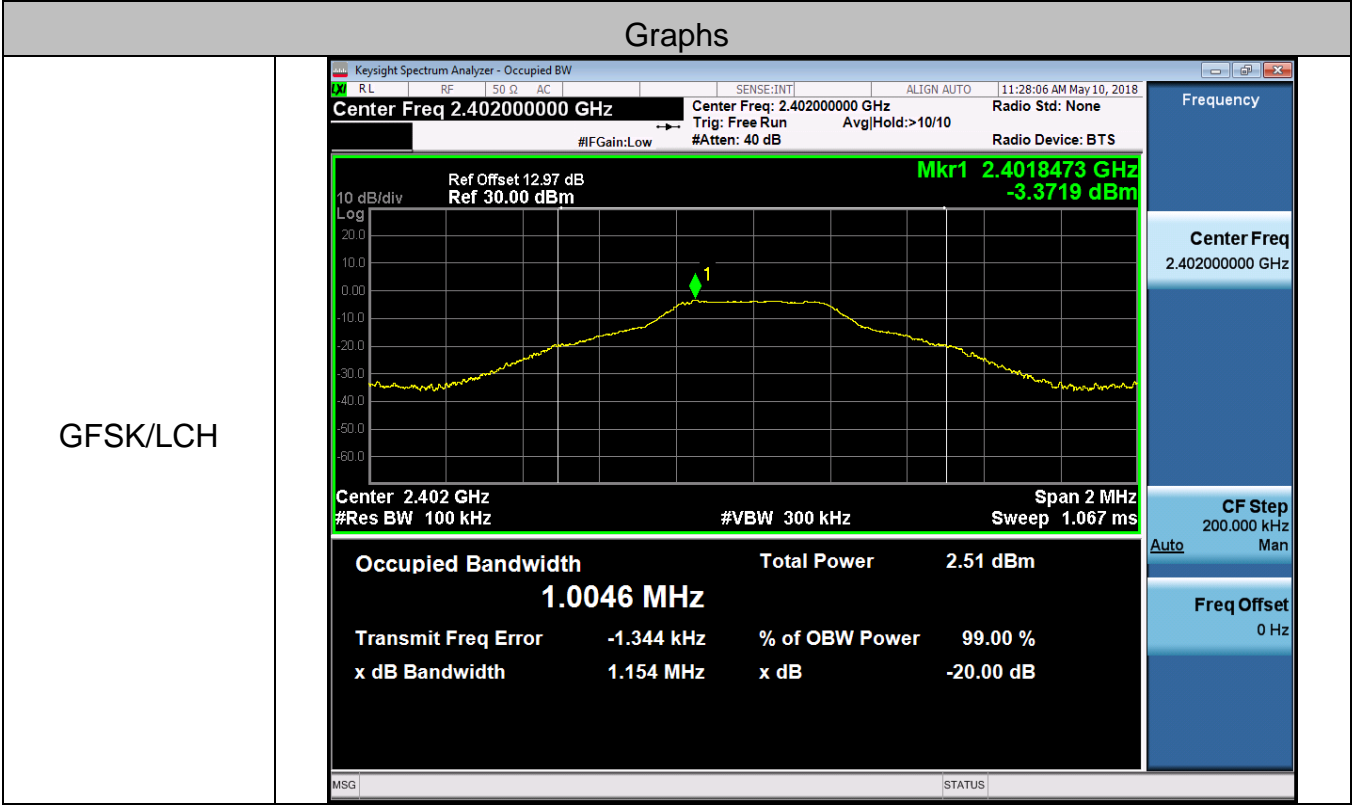 Graphs
GFSK/LCH
Keysight Spectrum Analyzer - Occupied BW
LXI RL RF 50 Ω AC SENSE:INT ALIGN AUTO 11:28:06 AM May 10, 2018
Center Freq 2.402000000 GHz
Center Freq: 2.402000000 GHz Radio Std: None
Trig: Free Run Avg|Hold:>10/10
#IFGain:Low #Atten: 40 dB Radio Device: BTS
Mkr1 2.4018473 GHz
-3.3719 dBm
Ref Offset 12.97 dB
10 dB/div Ref 30.00 dBm
Log
20.0
10.0
0.00
-10.0
-20.0
-30.0
-40.0
-50.0
-60.0
1
Center 2.402 GHz Span 2 MHz
#Res BW 100 kHz #VBW 300 kHz Sweep 1.067 ms
Occupied Bandwidth Total Power 2.51 dBm
1.0046 MHz
Transmit Freq Error -1.344 kHz % of OBW Power 99.00 %
x dB Bandwidth 1.154 MHz x dB -20.00 dB
MSG STATUS
Frequency
Center Freq
2.402000000 GHz
CF Step
200.000 kHz
Auto Man
Freq Offset
0 Hz